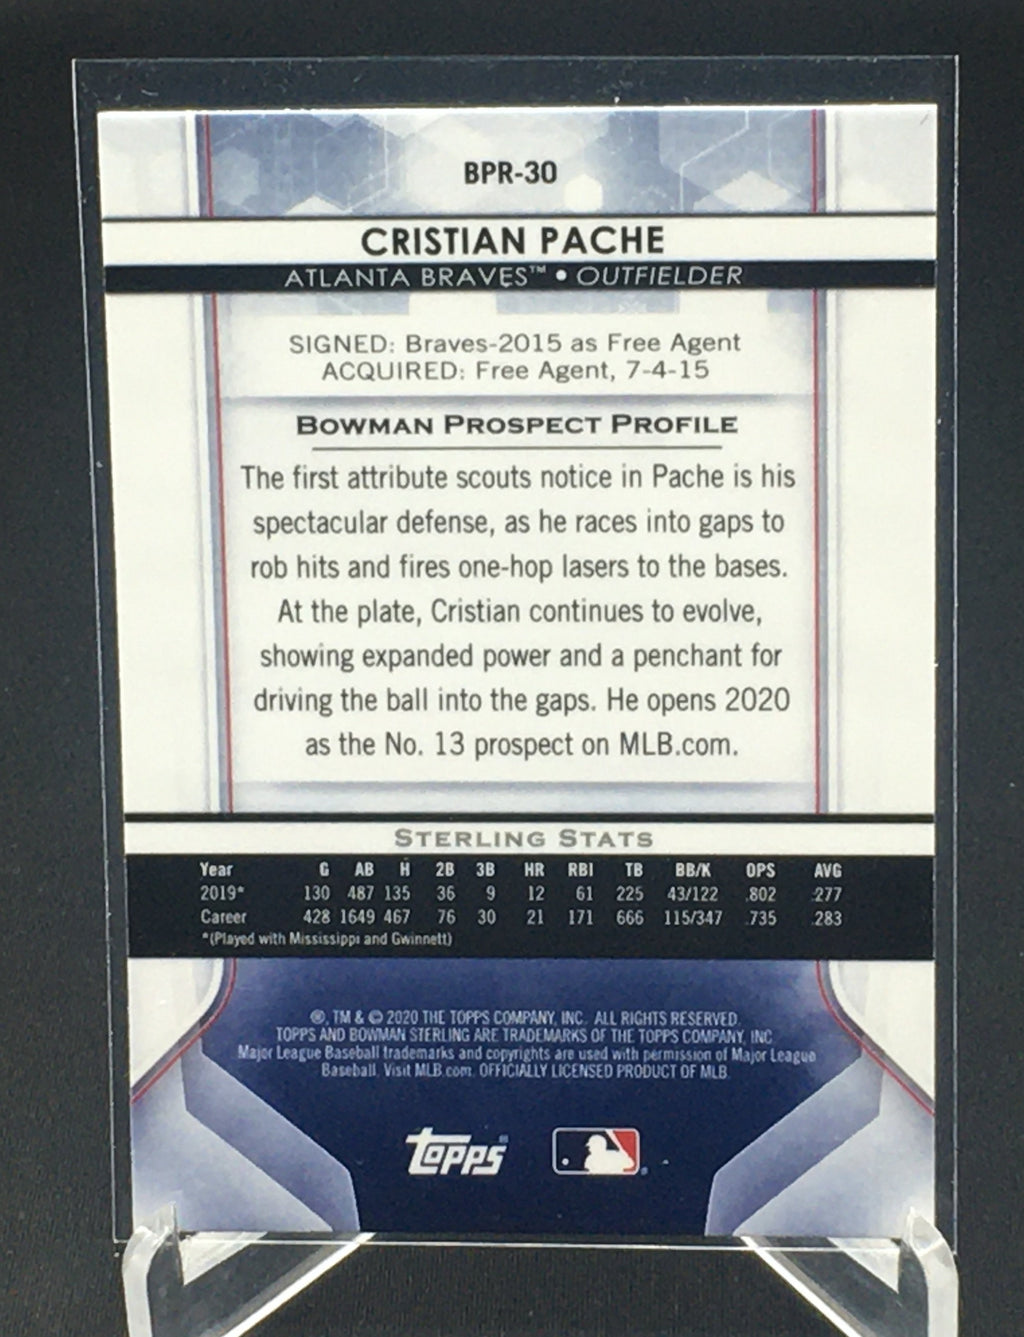 BPR-30
CRISTIAN PACHE
ATLANTA BRAVES™ • OUTFIELDER
SIGNED: Braves-2015 as Free Agent
ACQUIRED: Free Agent, 7-4-15
BOWMAN PROSPECT PROFILE
The first attribute scouts notice in Pache is his
spectacular defense, as he races into gaps to
rob hits and fires one-hop lasers to the bases.
At the plate, Cristian continues to evolve,
showing expanded power and a penchant for
driving the ball into the gaps. He opens 2020
as the No. 13 prospect on MLB.com.
STERLING STATS
Year G AB H 2B 3B HR RBI TB BB/K OPS AVG
2019* 130 487 135 36 9 12 61 225 43/122 .802 .277
Career 428 1649 467 76 30 21 171 666 115/347 .735 .283
*(Played with Mississippi and Gwinnett)
®, TM & © 2020 THE TOPPS COMPANY, INC. ALL RIGHTS RESERVED.
TOPPS AND BOWMAN STERLING ARE TRADEMARKS OF THE TOPPS COMPANY, INC.
Major League Baseball trademarks and copyrights are used with permission of Major League
Baseball. Visit MLB.com. OFFICIALLY LICENSED PRODUCT OF MLB.
Topps®